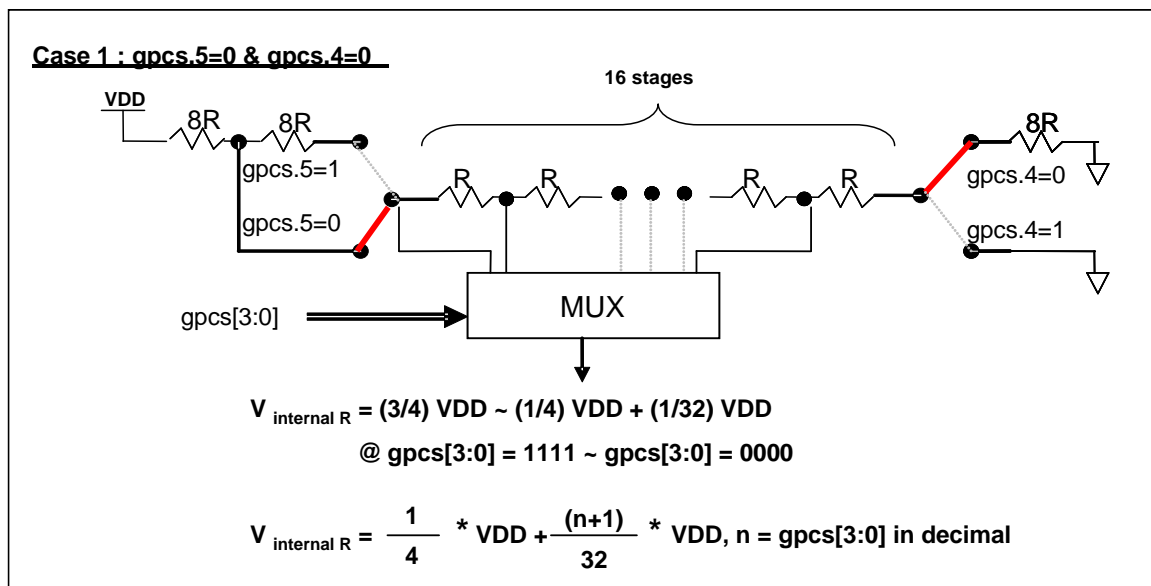 Case 1 : gpcs.5=0 & gpcs.4=0
16 stages
VDD
8R 8R 8R
gpcs.5=1 gpcs.4=0
R R R R
gpcs.5=0 gpcs.4=1
gpcs[3:0] MUX
V internal R = (3/4) VDD ~ (1/4) VDD + (1/32) VDD
@ gpcs[3:0] = 1111 ~ gpcs[3:0] = 0000
V internal R = 1/4 * VDD + (n+1)/32 * VDD, n = gpcs[3:0] in decimal